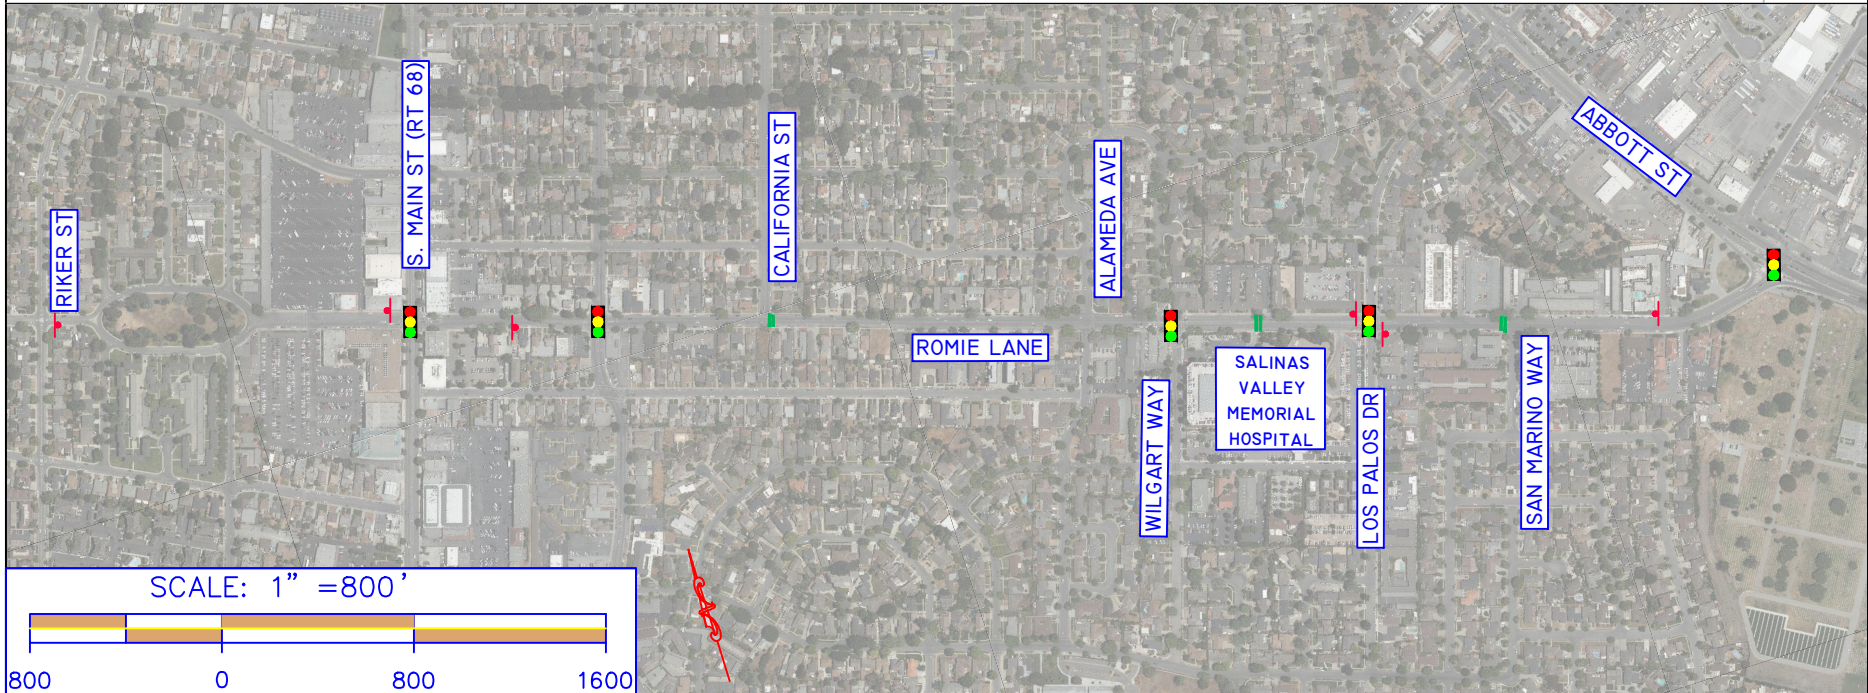 RIKER ST
S. MAIN ST (RT 68)
CALIFORNIA ST
ALAMEDA AVE
ABBOTT ST
ROMIE LANE
WILGART WAY
SALINAS
VALLEY
MEMORIAL
HOSPITAL
LOS PALOS DR
SAN MARINO WAY
SCALE: 1" =800'
800 0 800 1600